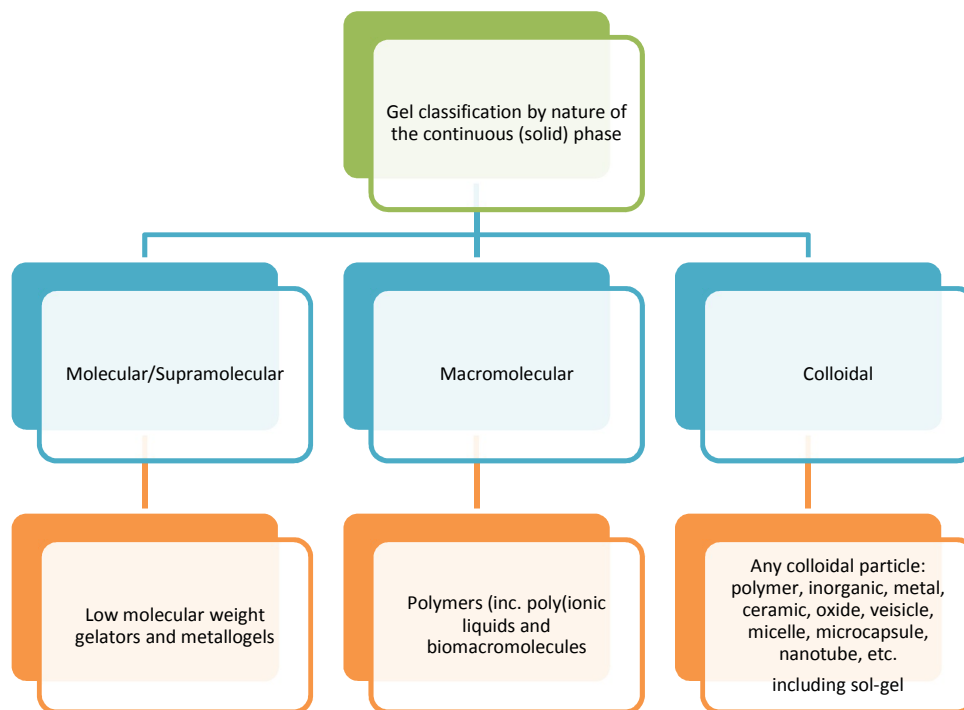 Gel classification by nature of
the continuous (solid) phase
Molecular/Supramolecular
Macromolecular
Colloidal
Low molecular weight
gelators and metallogels
Polymers (inc. poly(ionic
liquids and
biomacromolecules
Any colloidal particle:
polymer, inorganic, metal,
ceramic, oxide, veisicle,
micelle, microcapsule,
nanotube, etc.
including sol-gel